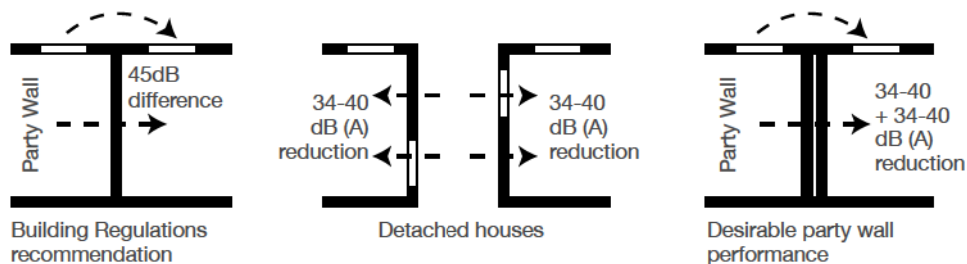 Party Wall
45dB
difference
Building Regulations
recommendation
34-40
dB (A)
reduction
34-40
dB (A)
reduction
Detached houses
Party Wall
34-40
+ 34-40
dB (A)
reduction
Desirable party wall
performance